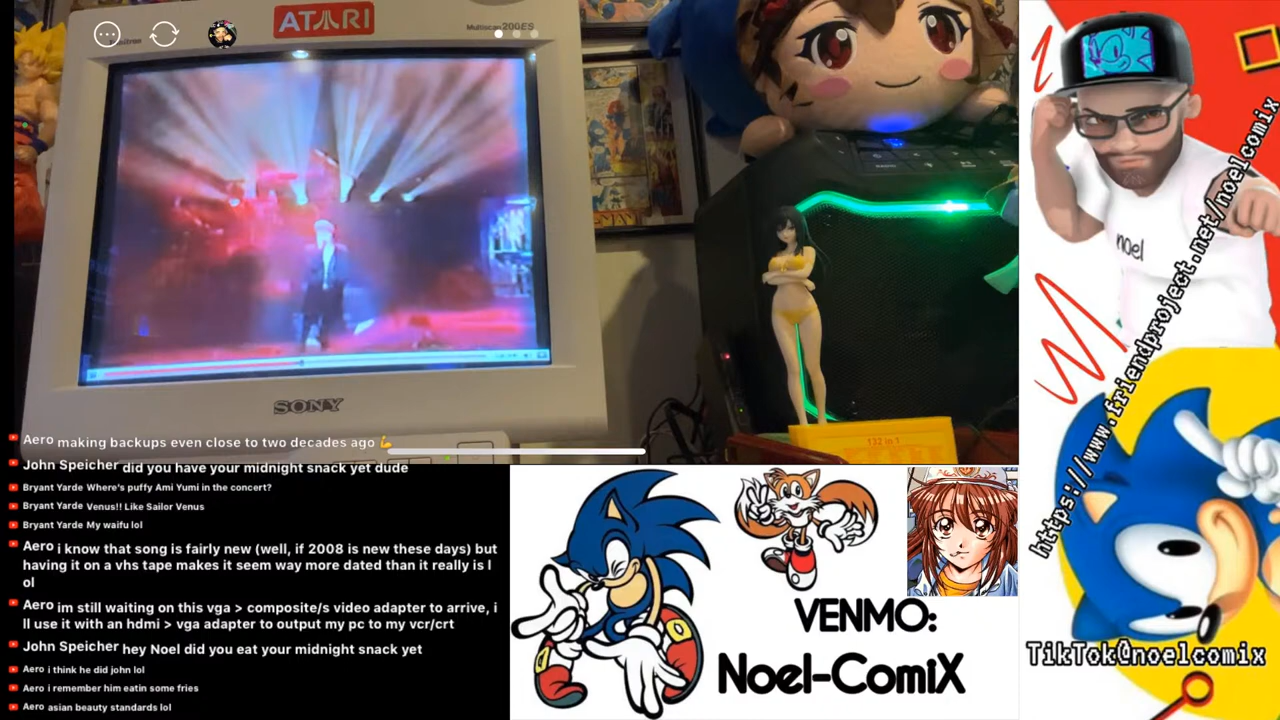 ATARI
Multiscan200ES
SONY
132 in 1
Aero making backups even close to two decades ago 💪
John Speicher did you have your midnight snack yet dude
Bryant Yarde Where's puffy Ami Yumi in the concert?
Bryant Yarde Venus!! Like Sailor Venus
Bryant Yarde My waifu lol
Aero i know that song is fairly new (well, if 2008 is new these days) but
having it on a vhs tape makes it seem way more dated than it really is l
ol
Aero im still waiting on this vga > composite/s video adapter to arrive, i
ll use it with an hdmi > vga adapter to output my pc to my vcr/crt
John Speicher hey Noel did you eat your midnight snack yet
Aero i think he did john lol
Aero i remember him eatin some fries
Aero asian beauty standards lol
VENMO:
Noel-ComiX
noel
https://www.friendproject.net/noelcomix
TikTok@noelcomix